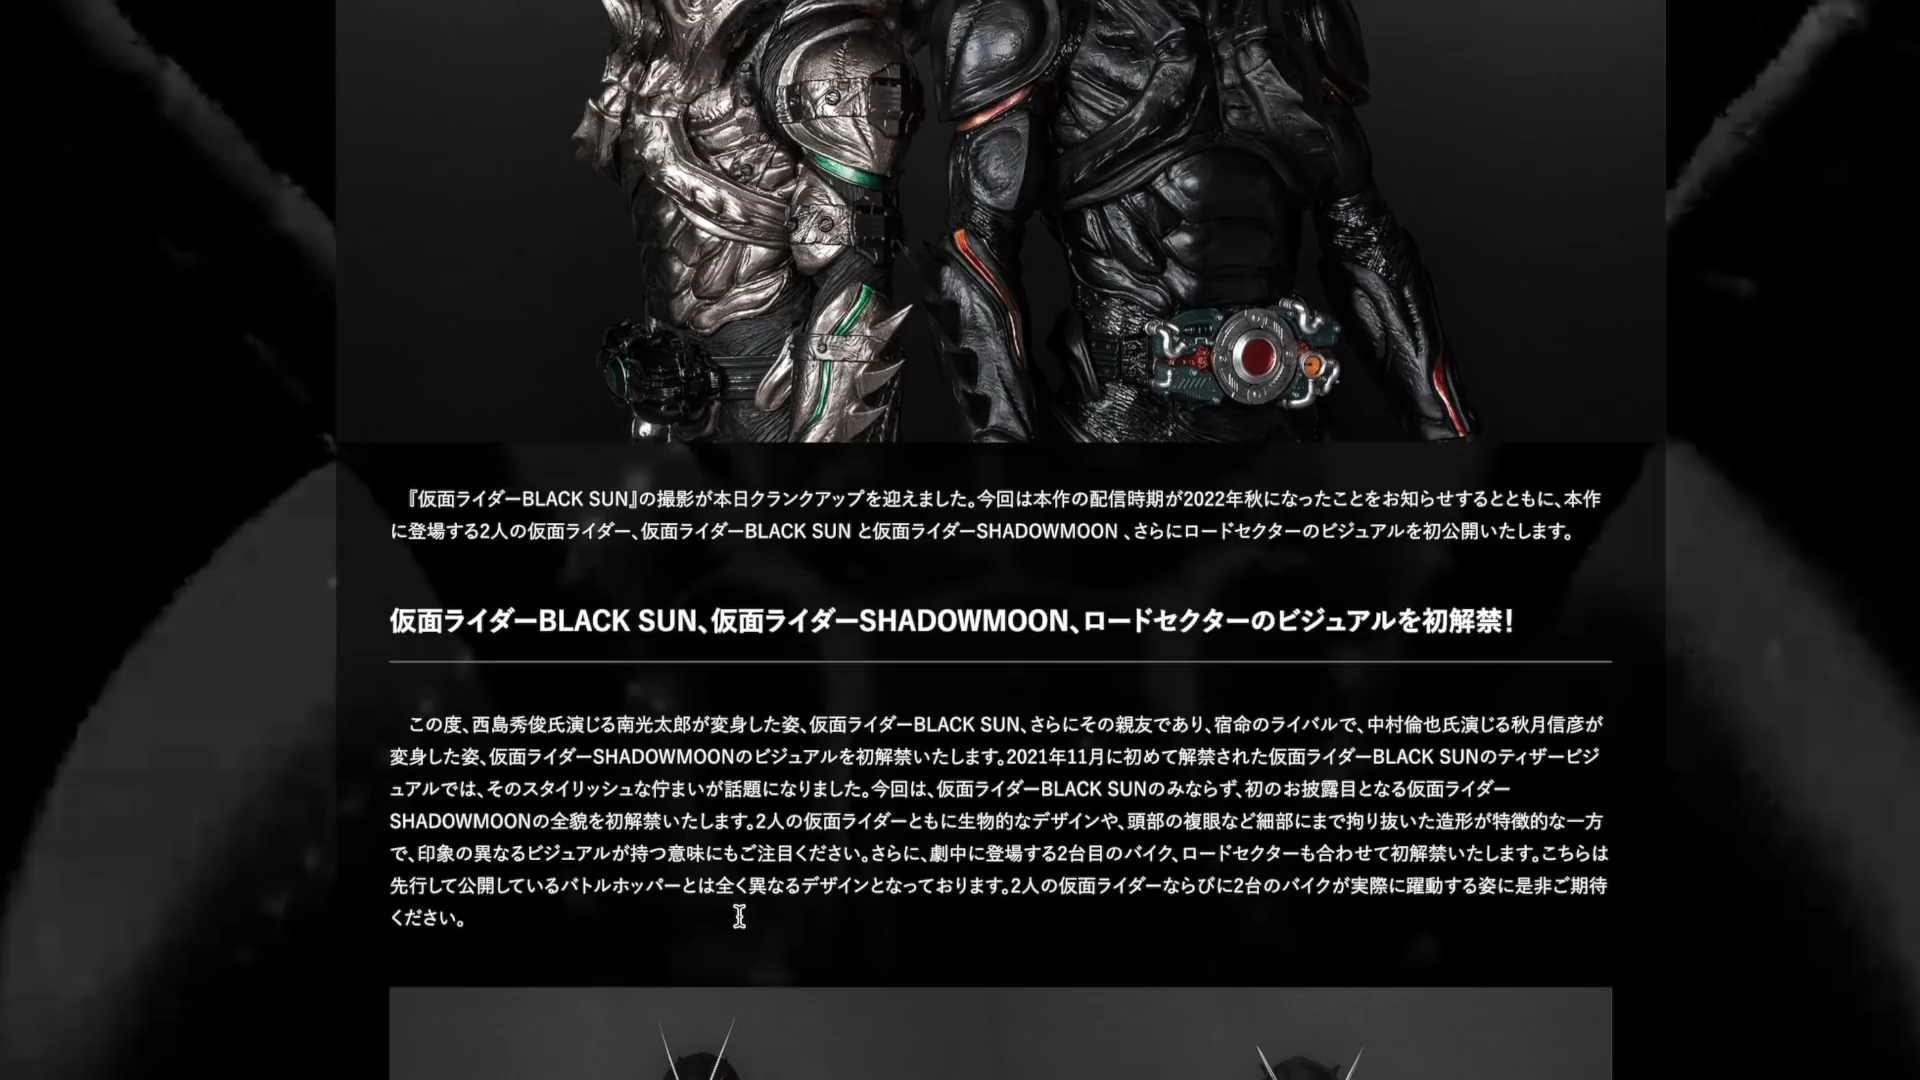 『仮面ライダーBLACK SUN』の撮影が本日クランクアップを迎えました。今回は本作の配信時期が2022年秋になったことをお知らせするとともに、本作
に登場する2人の仮面ライダー、仮面ライダーBLACK SUN と仮面ライダーSHADOWMOON 、さらにロードセクターのビジュアルを初公開いたします。
仮面ライダーBLACK SUN、仮面ライダーSHADOWMOON、ロードセクターのビジュアルを初解禁！
この度、西島秀俊氏演じる南光太郎が変身した姿、仮面ライダーBLACK SUN、さらにその親友であり、宿命のライバルで、中村倫也氏演じる秋月信彦が
変身した姿、仮面ライダーSHADOWMOONのビジュアルを初解禁いたします。2021年11月に初めて解禁された仮面ライダーBLACK SUNのティザービジ
ュアルでは、そのスタイリッシュな佇まいが話題になりました。今回は、仮面ライダーBLACK SUNのみならず、初のお披露目となる仮面ライダー
SHADOWMOONの全貌を初解禁いたします。2人の仮面ライダーともに生物的なデザインや、頭部の複眼など細部にまで拘り抜いた造形が特徴的な一方
で、印象の異なるビジュアルが持つ意味にもご注目ください。さらに、劇中に登場する2台目のバイク、ロードセクターも合わせて初解禁いたします。こちらは
先行して公開しているバトルホッパーとは全く異なるデザインとなっております。2人の仮面ライダーならびに2台のバイクが実際に躍動する姿に是非ご期待
ください。